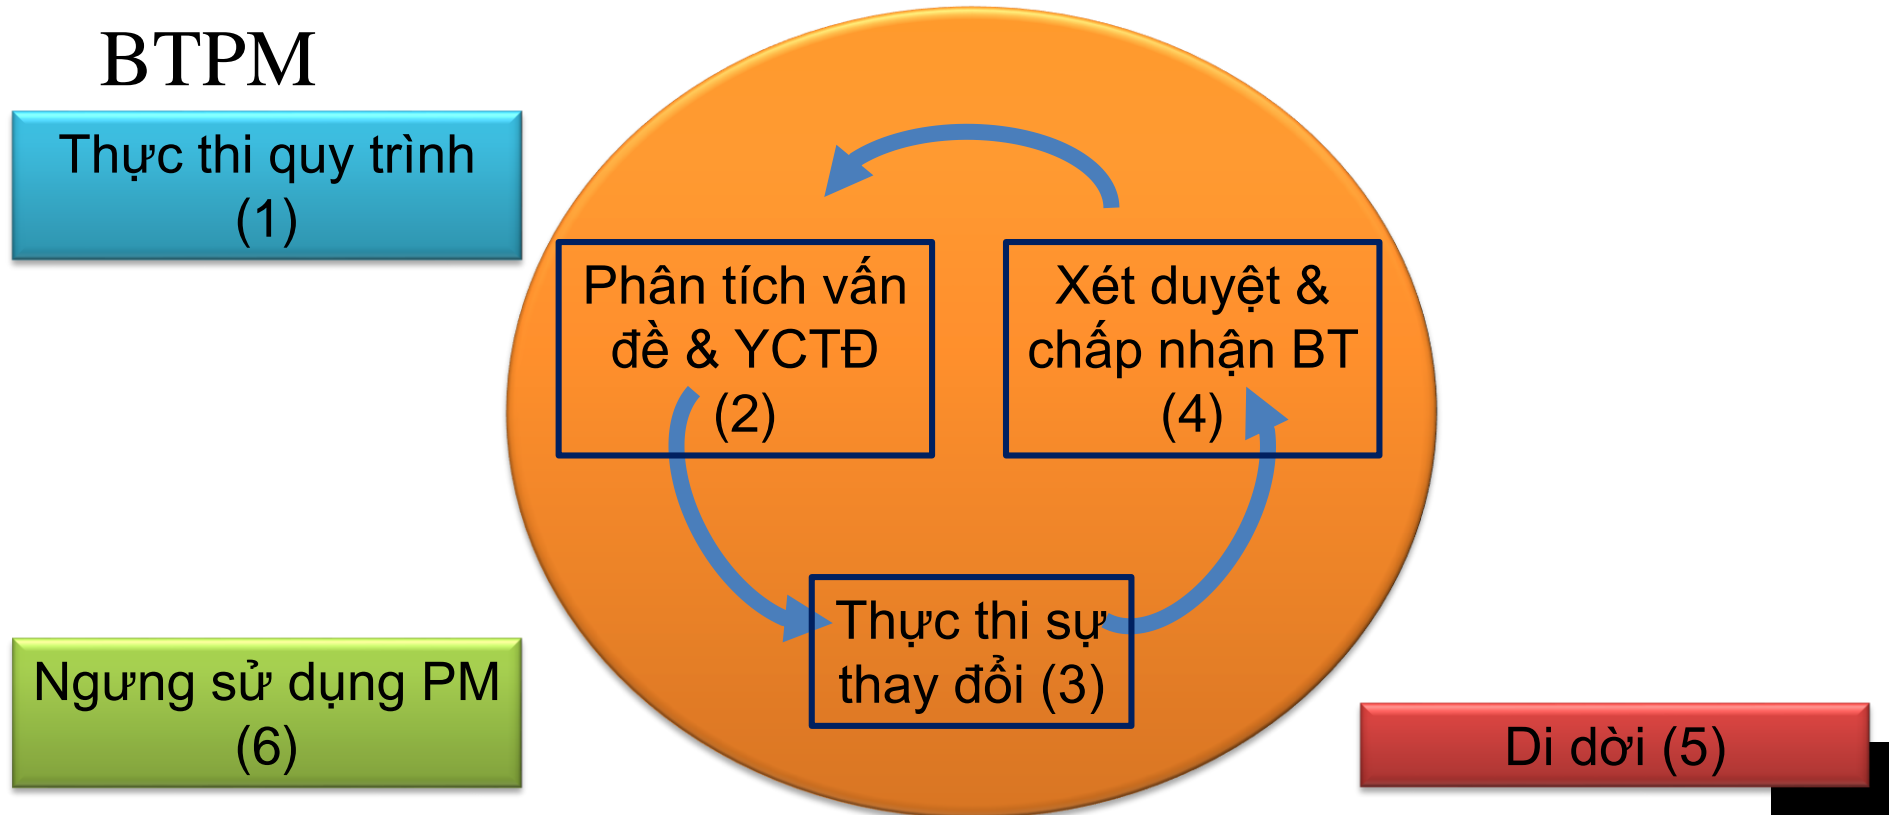 BTPM
Thực thi quy trình
(1)
Phân tích vấn
đề & YCTĐ
(2)
Xét duyệt &
chấp nhận BT
(4)
Thực thi sự
thay đổi (3)
Ngưng sử dụng PM
(6)
Di dời (5)